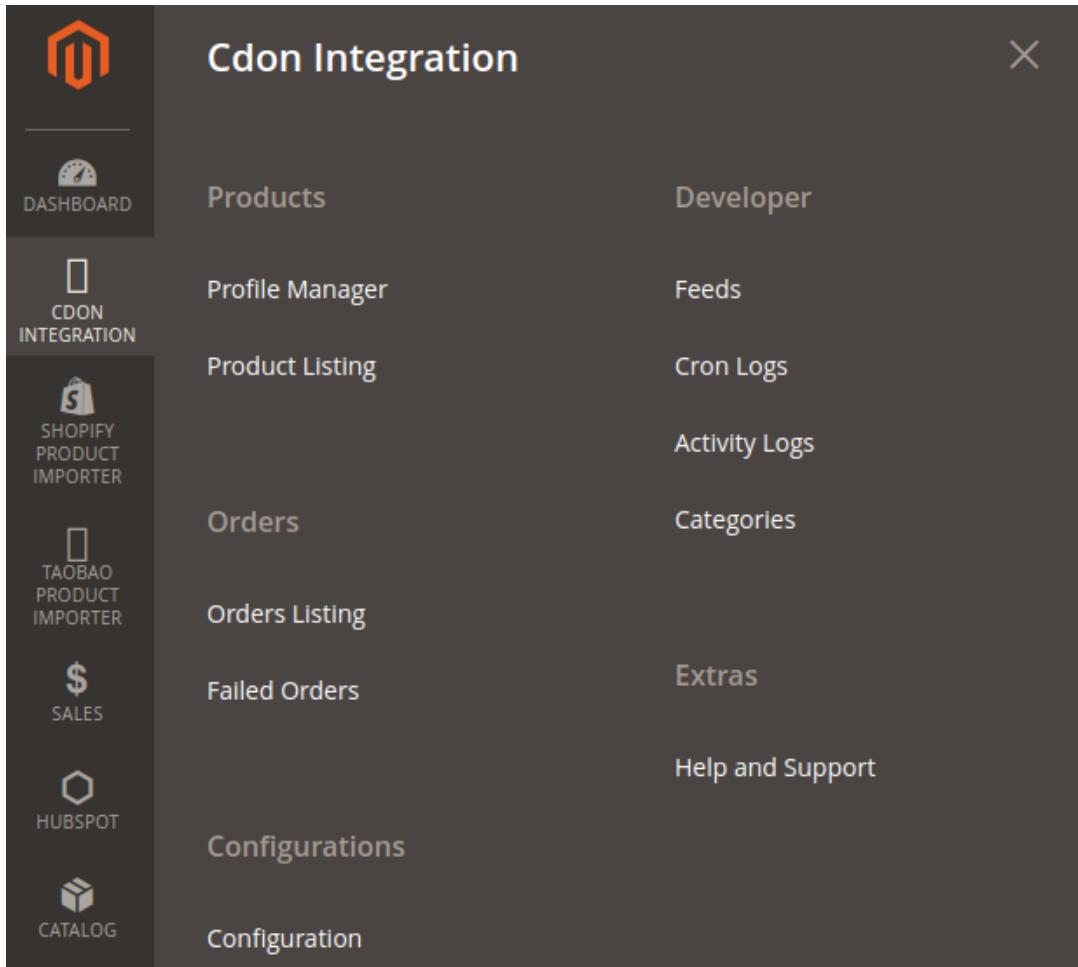 DASHBOARD
CDON
INTEGRATION
SHOPIFY
PRODUCT
IMPORTER
TAOBAO
PRODUCT
IMPORTER
$
SALES
HUBSPOT
CATALOG
Cdon Integration
Products
Profile Manager
Product Listing
Orders
Orders Listing
Failed Orders
Configurations
Configuration
Developer
Feeds
Cron Logs
Activity Logs
Categories
Extras
Help and Support